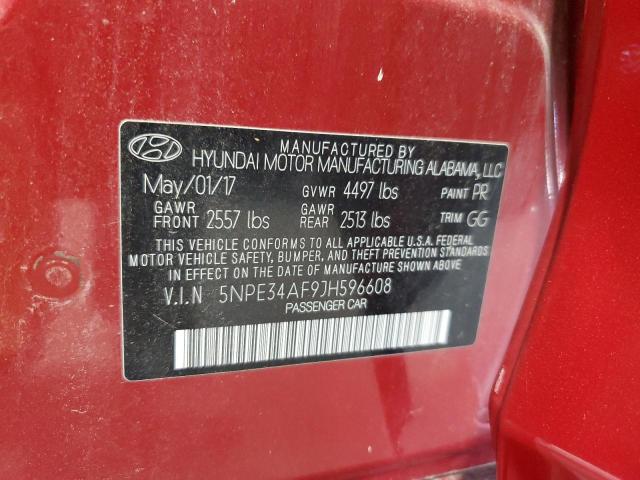 MANUFACTURED BY
HYUNDAI MOTOR MANUFACTURING ALABAMA, LLC
May/01/17 GVWR 4497 lbs PAINT PR
GAWR FRONT 2557 lbs GAWR REAR 2513 lbs TRIM GG
THIS VEHICLE CONFORMS TO ALL APPLICABLE U.S.A. FEDERAL
MOTOR VEHICLE SAFETY, BUMPER, AND THEFT PREVENTION STANDARDS
IN EFFECT ON THE DATE OF MANUFACTURE SHOWN ABOVE.
V.I.N 5NPE34AF9JH596608
PASSENGER CAR